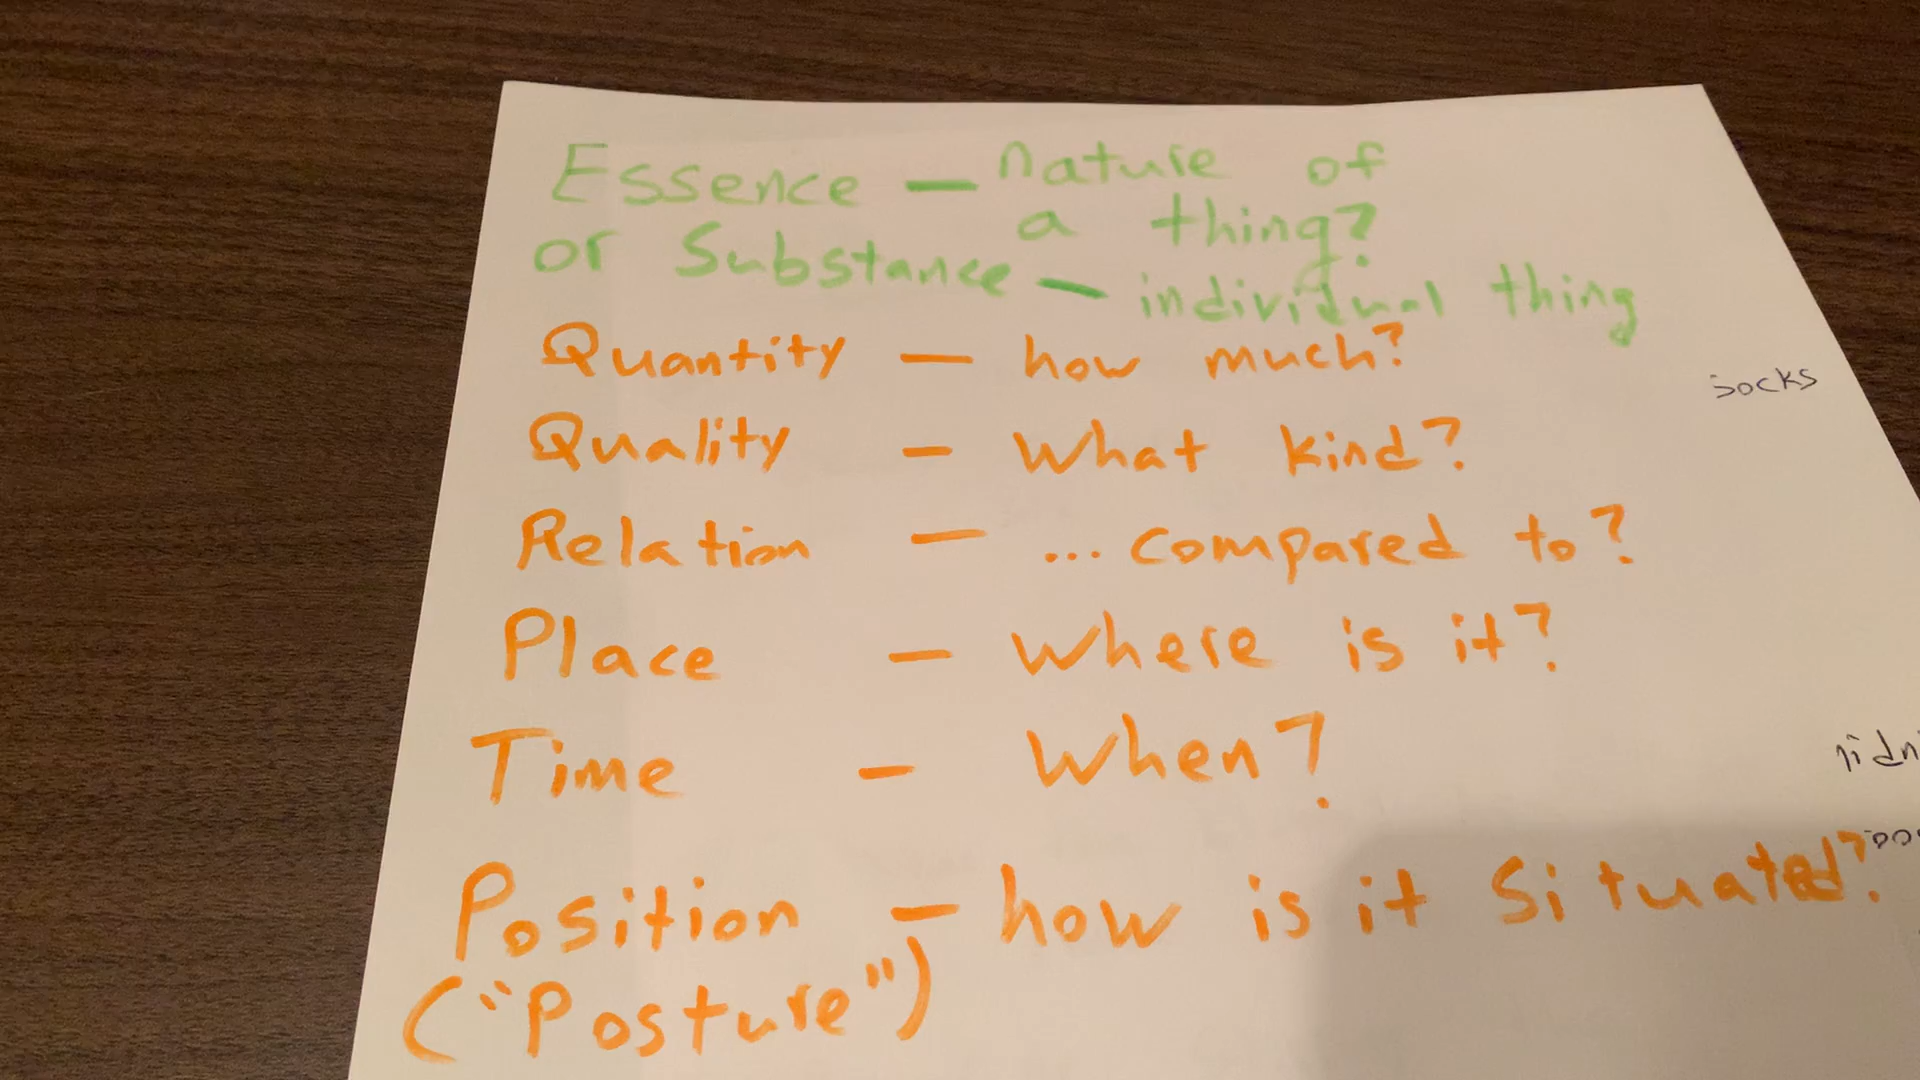 Essence — nature of
a thing?
or Substance — individual thing
Quantity — how much?
socks
Quality — What kind?
Relation — ... compared to?
Place — Where is it?
Time — When?
Position — how is it Situated?
("Posture")